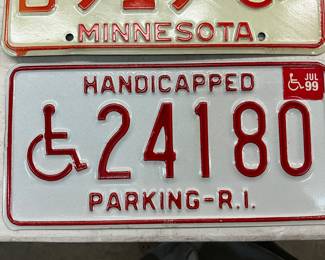 MINNESOTA
HANDICAPPED
JUL
99
24180
PARKING-R.I.